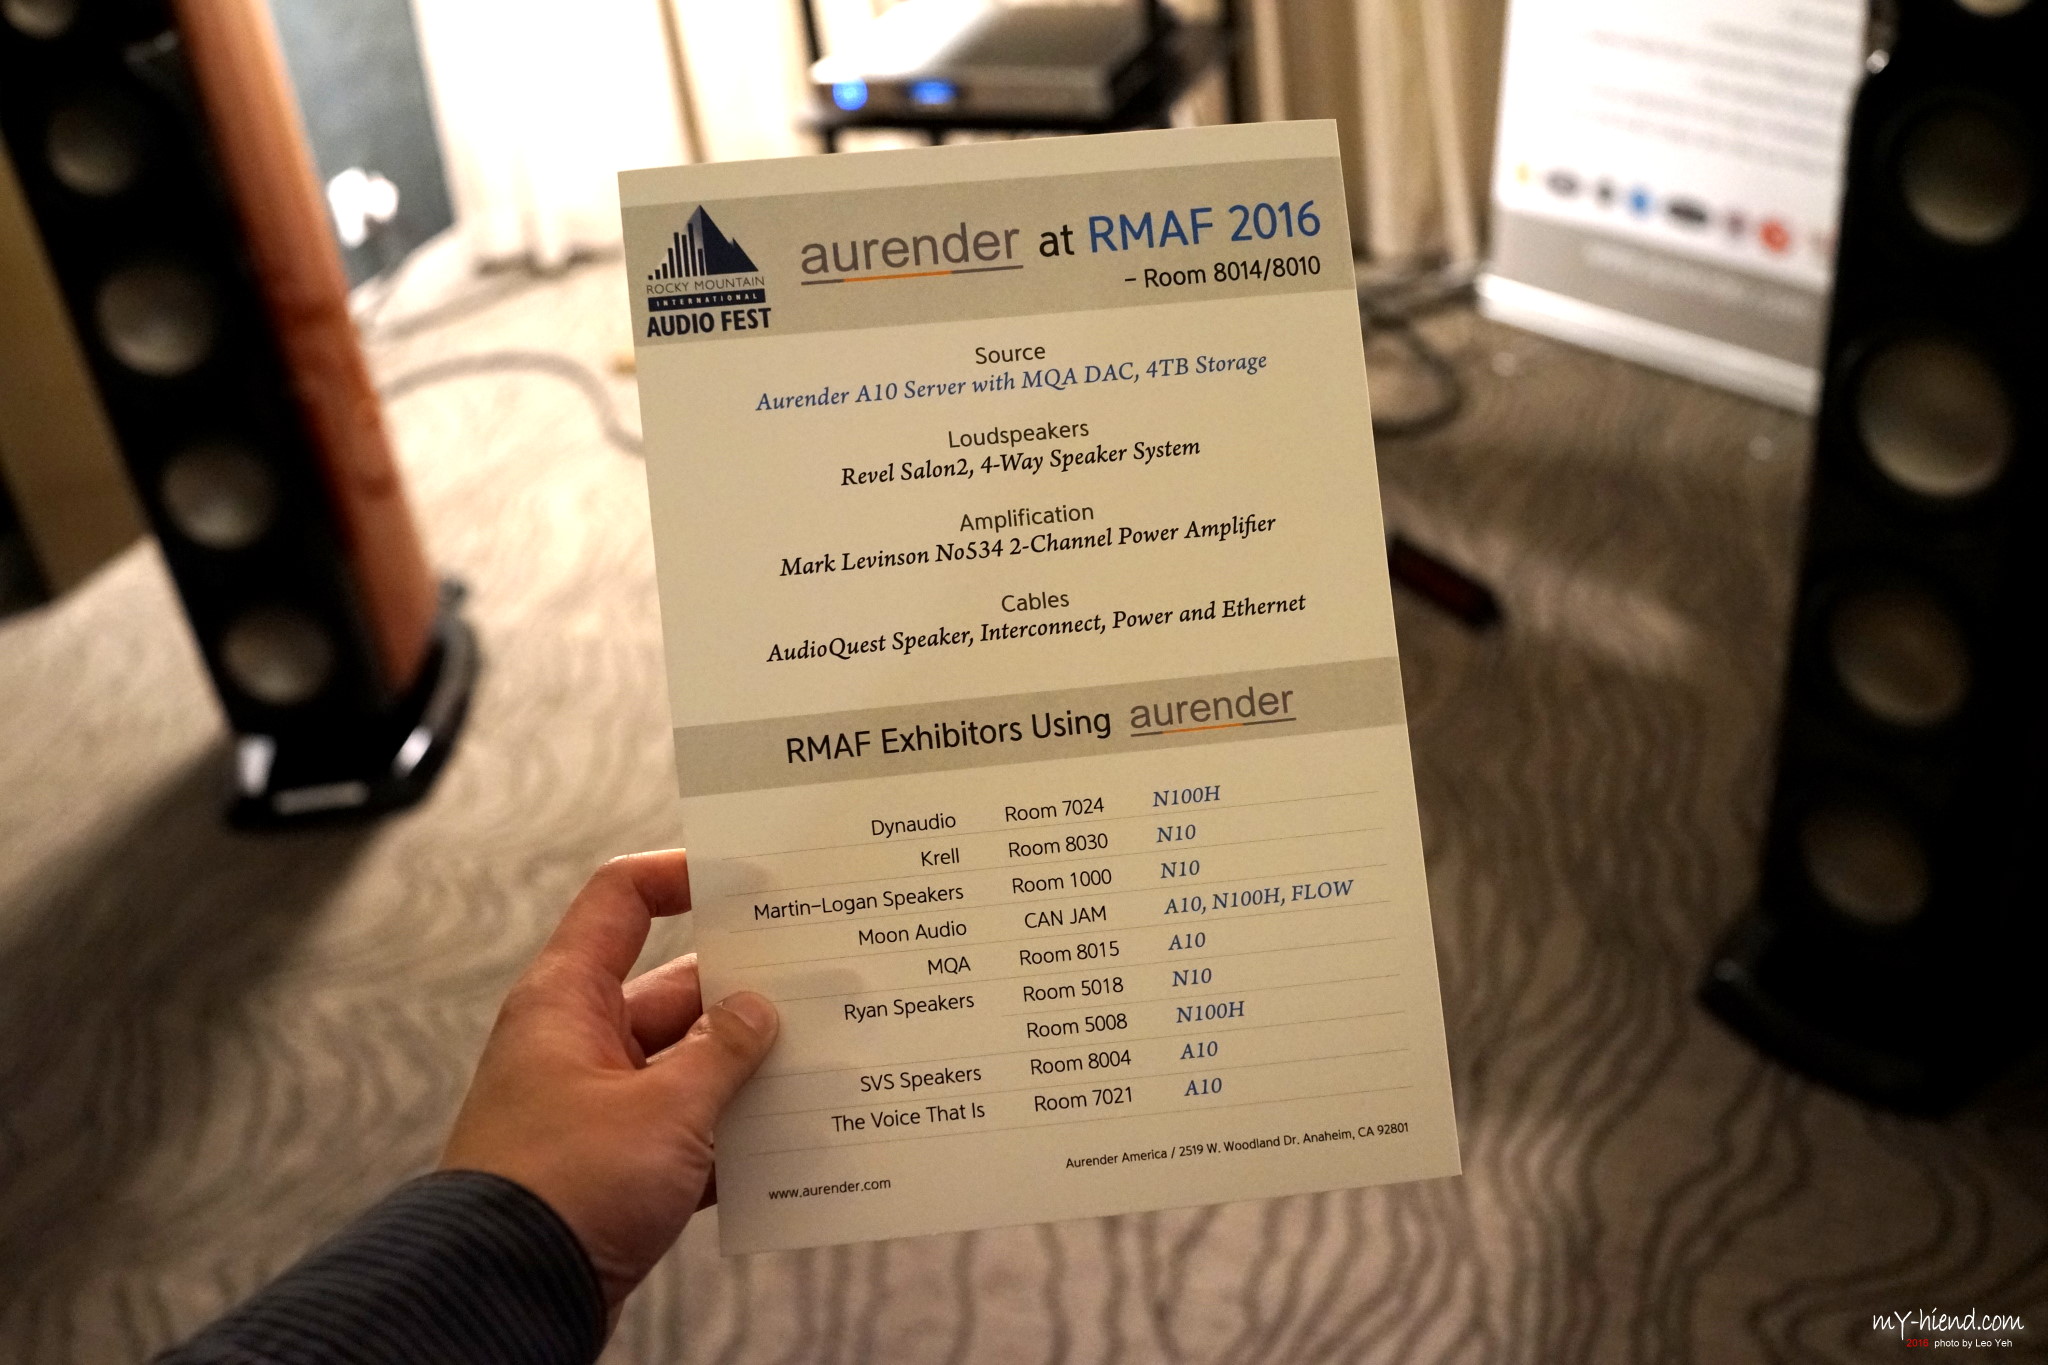 ROCKY MOUNTAIN
INTERNATIONAL
AUDIO FEST
aurender at RMAF 2016
– Room 8014/8010
Source
Aurender A10 Server with MQA DAC, 4TB Storage
Loudspeakers
Revel Salon2, 4-Way Speaker System
Amplification
Mark Levinson No534 2-Channel Power Amplifier
Cables
AudioQuest Speaker, Interconnect, Power and Ethernet
RMAF Exhibitors Using aurender
Dynaudio Room 7024 N100H
Krell Room 8030 N10
Martin-Logan Speakers Room 1000 N10
Moon Audio CAN JAM A10, N100H, FLOW
MQA Room 8015 A10
Ryan Speakers Room 5018 N10
Room 5008 N100H
SVS Speakers Room 8004 A10
The Voice That Is Room 7021 A10
www.aurender.com Aurender America / 2519 W. Woodland Dr. Anaheim, CA 92801
mY-hiend.com
2016 photo by Leo Yeh